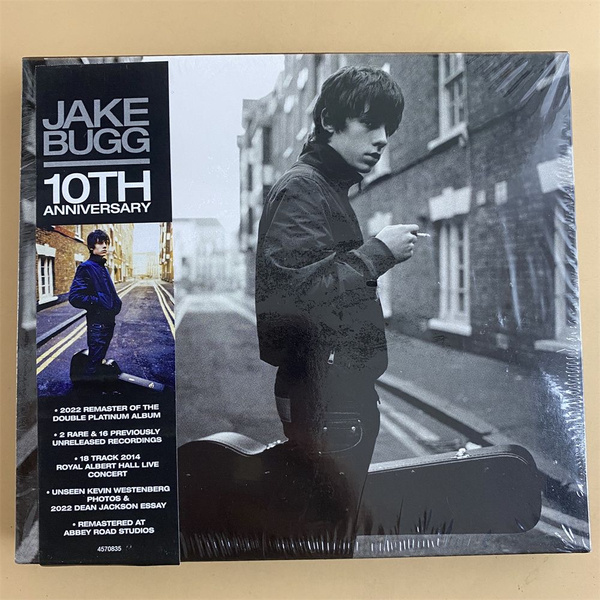 JAKE
BUGG
10TH
ANNIVERSARY
• 2022 REMASTER OF THE
DOUBLE PLATINUM ALBUM
• 2 RARE & 16 PREVIOUSLY
UNRELEASED RECORDINGS
• 18 TRACK 2014
ROYAL ALBERT HALL LIVE
CONCERT
• UNSEEN KEVIN WESTENBERG
PHOTOS &
2022 DEAN JACKSON ESSAY
• REMASTERED AT
ABBEY ROAD STUDIOS
4570835